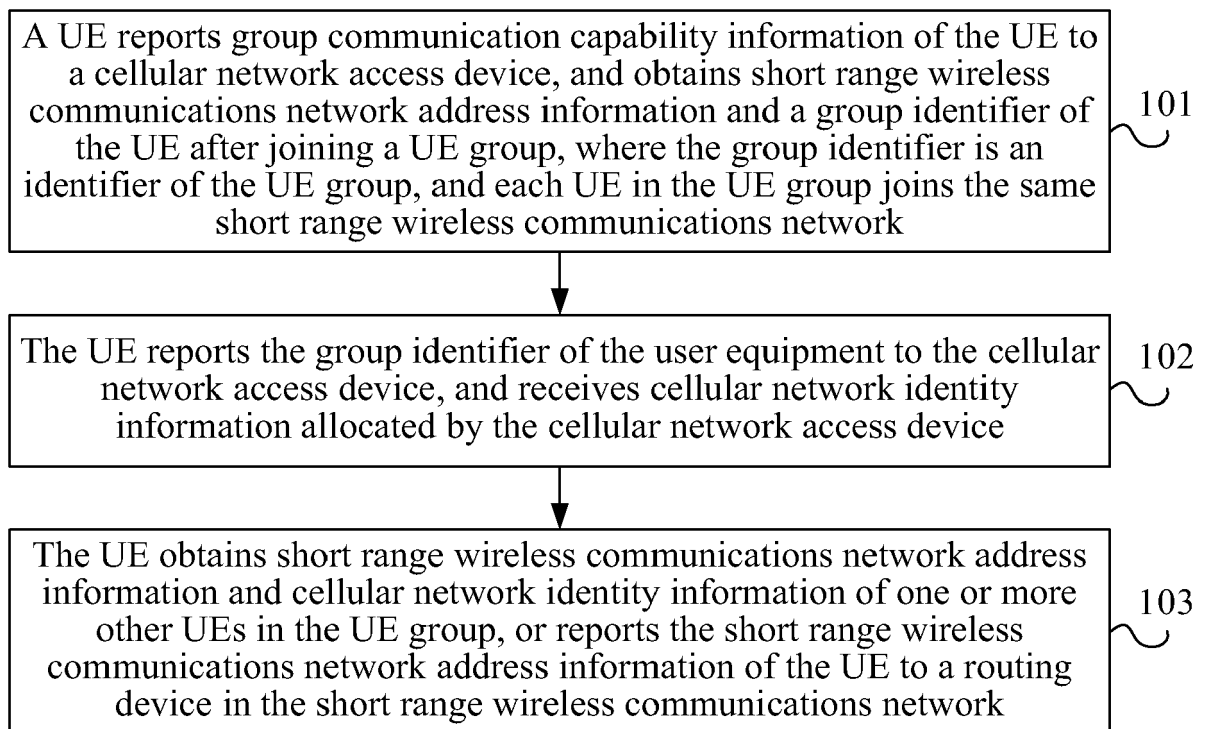 A UE reports group communication capability information of the UE to
a cellular network access device, and obtains short range wireless
communications network address information and a group identifier of
the UE after joining a UE group, where the group identifier is an
identifier of the UE group, and each UE in the UE group joins the same
short range wireless communications network
101
The UE reports the group identifier of the user equipment to the cellular
network access device, and receives cellular network identity
information allocated by the cellular network access device
102
The UE obtains short range wireless communications network address
information and cellular network identity information of one or more
other UEs in the UE group, or reports the short range wireless
communications network address information of the UE to a routing
device in the short range wireless communications network
103